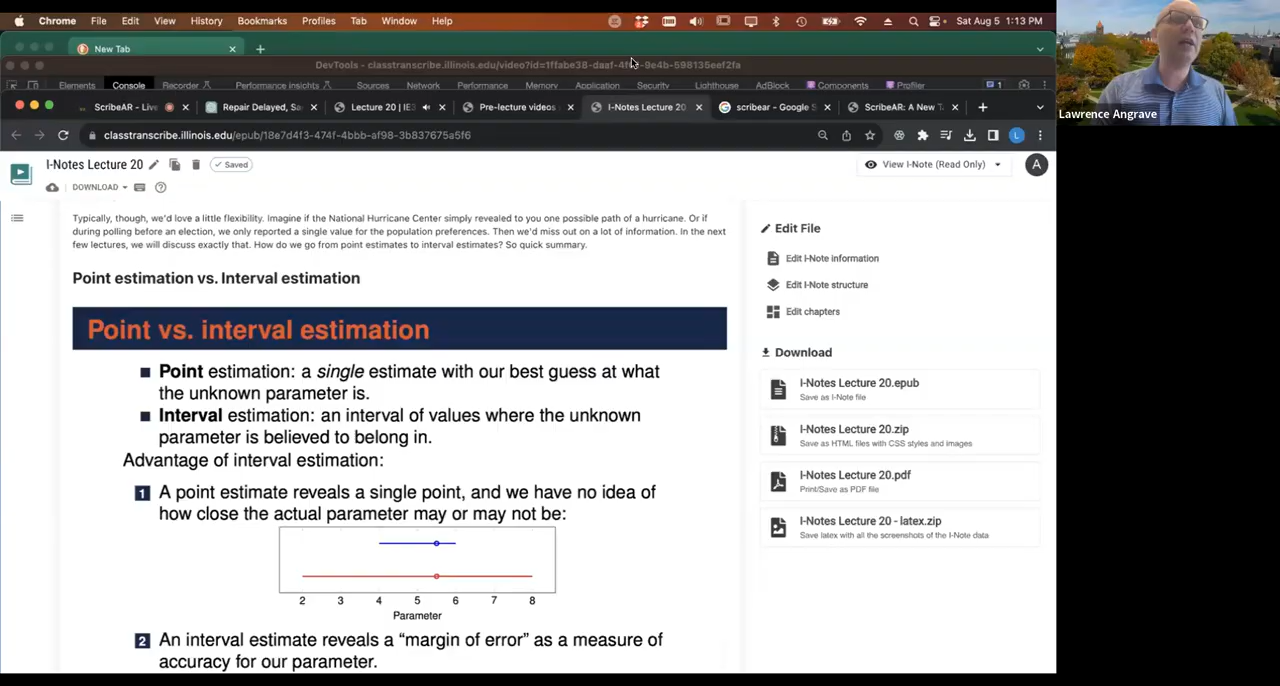 Chrome File Edit View History Bookmarks Profiles Tab Window Help Sat Aug 5 1:13 PM
New Tab
Elements Console Recorder Performance insights Sources Network Performance Memory Application Security Lighthouse AdBlock Components Profiler 1
ScribeAR - Live Repair Delayed, Sa Lecture 20 | IE3 Pre-lecture videos I-Notes Lecture 20 scribear - Google S ScribeAR: A New T
classtranscribe.illinois.edu/epub/18e7d4f3-474f-4bbb-af98-3b837675a5f6 L
Lawrence Angrave
I-Notes Lecture 20 Saved View I-Note (Read Only) A
DOWNLOAD
Typically, though, we'd love a little flexibility. Imagine if the National Hurricane Center simply revealed to you one possible path of a hurricane. Or if
during polling before an election, we only reported a single value for the population preferences. Then we'd miss out on a lot of information. In the next
few lectures, we will discuss exactly that. How do we go from point estimates to interval estimates? So quick summary.
Point estimation vs. Interval estimation
Point vs. interval estimation
Point estimation: a single estimate with our best guess at what
the unknown parameter is.
Interval estimation: an interval of values where the unknown
parameter is believed to belong in.
Advantage of interval estimation:
1 A point estimate reveals a single point, and we have no idea of
how close the actual parameter may or may not be:
2 3 4 5 6 7 8
Parameter
2 An interval estimate reveals a “margin of error” as a measure of
accuracy for our parameter.
Edit File
Edit I-Note information
Edit I-Note structure
Edit chapters
Download
I-Notes Lecture 20.epub
Save as I-Note file
I-Notes Lecture 20.zip
Save as HTML files with CSS styles and images
I-Notes Lecture 20.pdf
Print/Save as PDF file
I-Notes Lecture 20 - latex.zip
Save latex with all the screenshots of the I-Note data